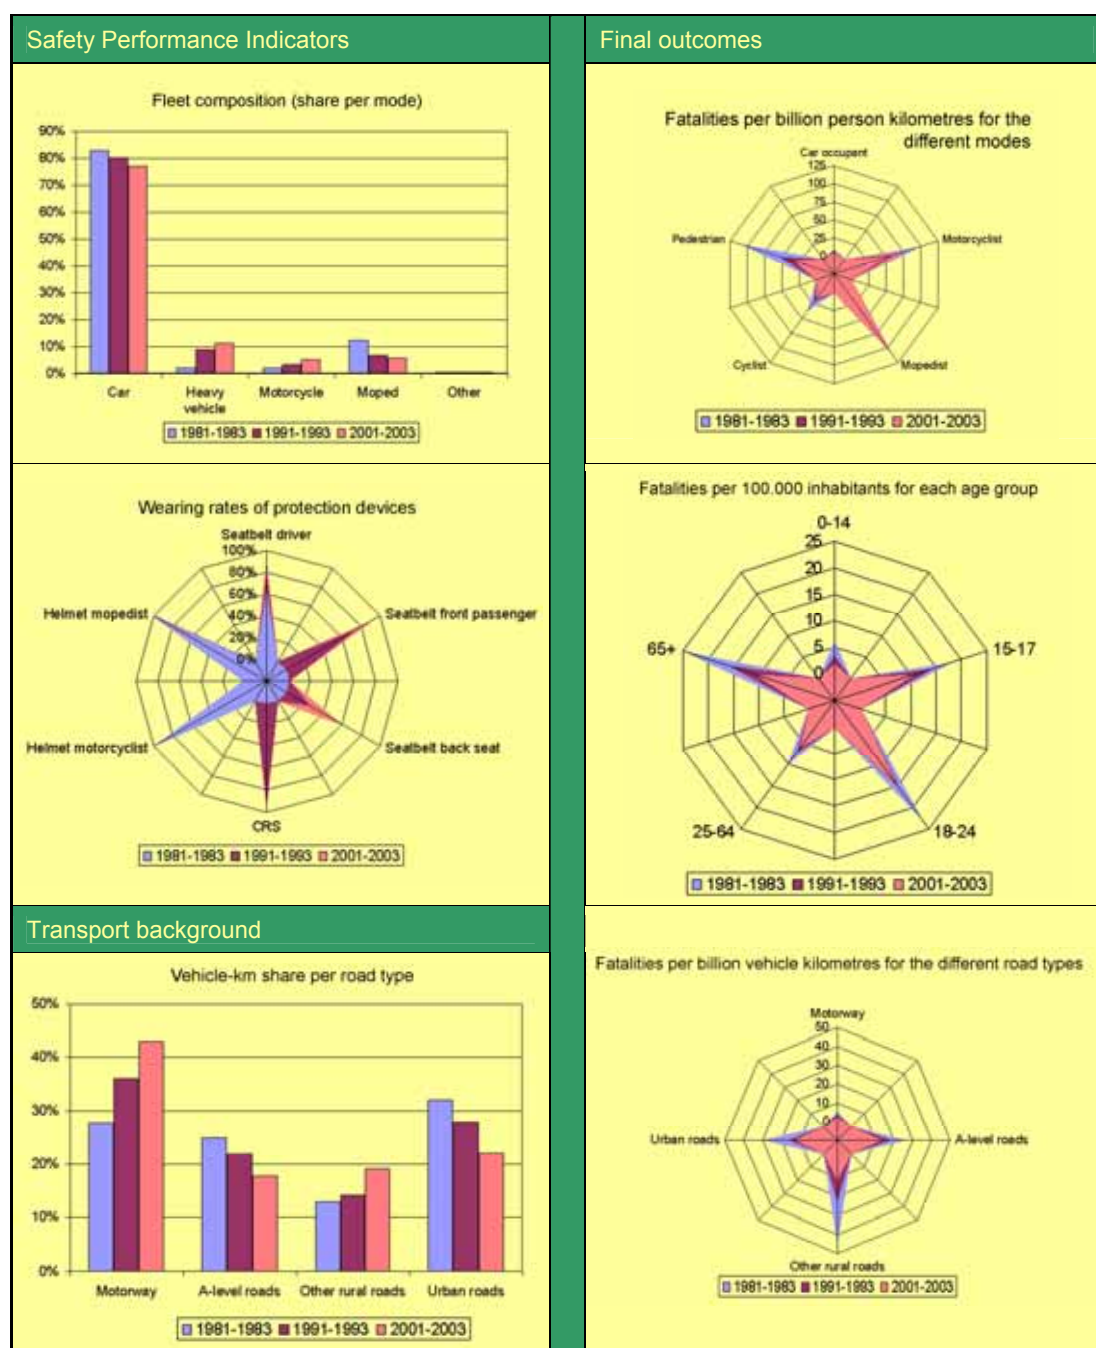 Safety Performance Indicators
Fleet composition (share per mode)
90%
80%
70%
60%
50%
40%
30%
20%
10%
0%
Car
Heavy
vehicle
Motorcycle
Moped
Other
1981-1983 1991-1993 2001-2003
Wearing rates of protection devices
Seatbelt driver
100%
80%
60%
40%
20%
0%
Helmet mopedist
Seatbelt front passenger
Helmet motorcyclist
Seatbelt back seat
CRS
1981-1983 1991-1993 2001-2003
Transport background
Vehicle-km share per road type
50%
40%
30%
20%
10%
0%
Motorway
A-level roads
Other rural roads
Urban roads
1981-1983 1991-1993 2001-2003
Final outcomes
Fatalities per billion person kilometres for the
different modes
Car occupant
125
100
75
50
25
0
Pedestrian
Motorcyclist
Cyclist
Mopedist
1981-1983 1991-1993 2001-2003
Fatalities per 100.000 inhabitants for each age group
0-14
25
20
15
10
5
0
65+
15-17
25-64
18-24
1981-1983 1991-1993 2001-2003
Fatalities per billion vehicle kilometres for the different road types
Motorway
50
40
30
20
10
0
Urban roads
A-level roads
Other rural roads
1981-1983 1991-1993 2001-2003